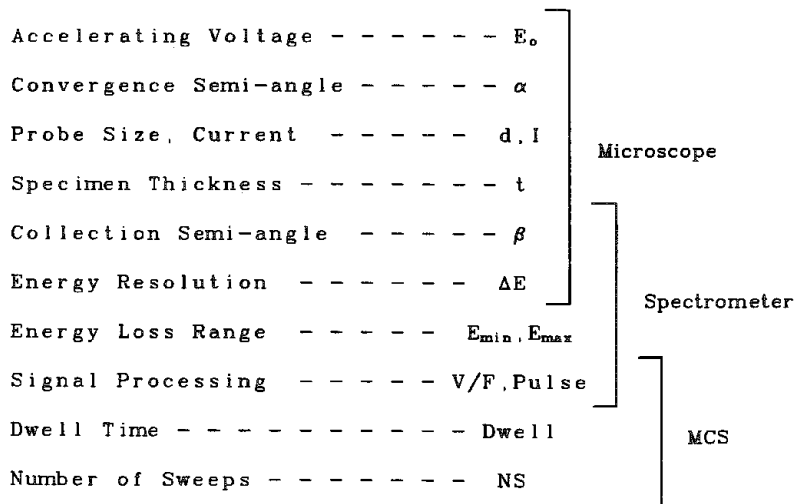 Accelerating Voltage - - - - - - E₀
Convergence Semi-angle - - - - - α
Probe Size, Current - - - - - d, I
Microscope
Specimen Thickness - - - - - - - t
Collection Semi-angle - - - - - β
Energy Resolution - - - - - - ΔE
Spectrometer
Energy Loss Range - - - - - Emin, Emax
Signal Processing - - - - - V/F, Pulse
Dwell Time - - - - - - - - - - Dwell
MCS
Number of Sweeps - - - - - - - NS